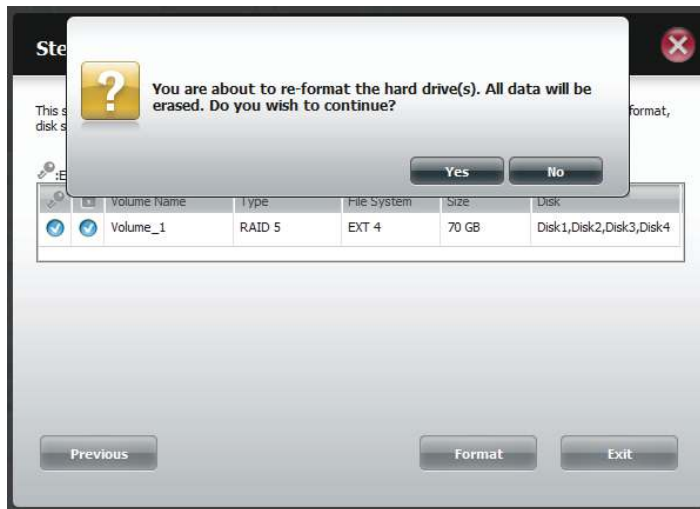 Ste
You are about to re-format the hard drive(s). All data will be
erased. Do you wish to continue?
This s
format,
disk s
Yes No
:E
Volume Name Type File System Size Disk
Volume_1 RAID 5 EXT 4 70 GB Disk1,Disk2,Disk3,Disk4
Previous Format Exit